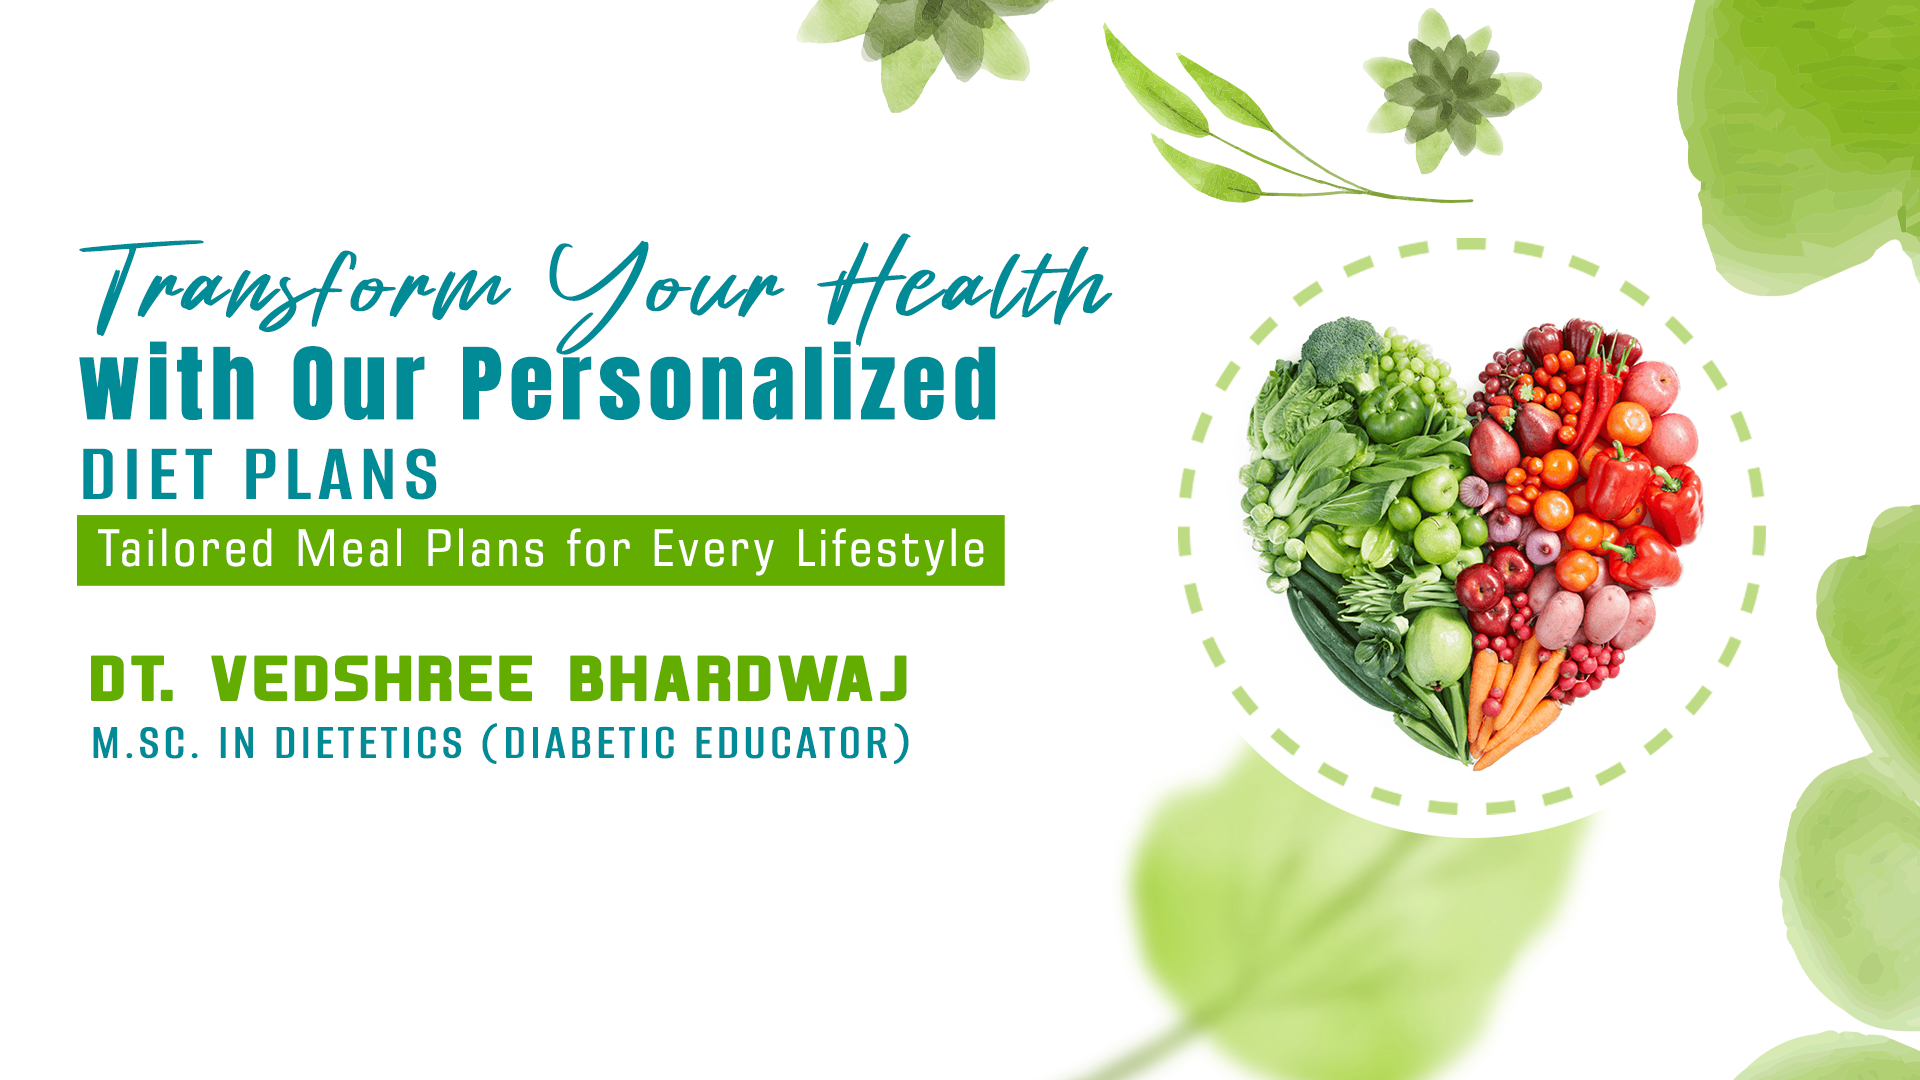 Transform Your Health
with Our Personalized
DIET PLANS
Tailored Meal Plans for Every Lifestyle
DT. VEDSHREE BHARDWAJ
M.SC. IN DIETETICS (DIABETIC EDUCATOR)